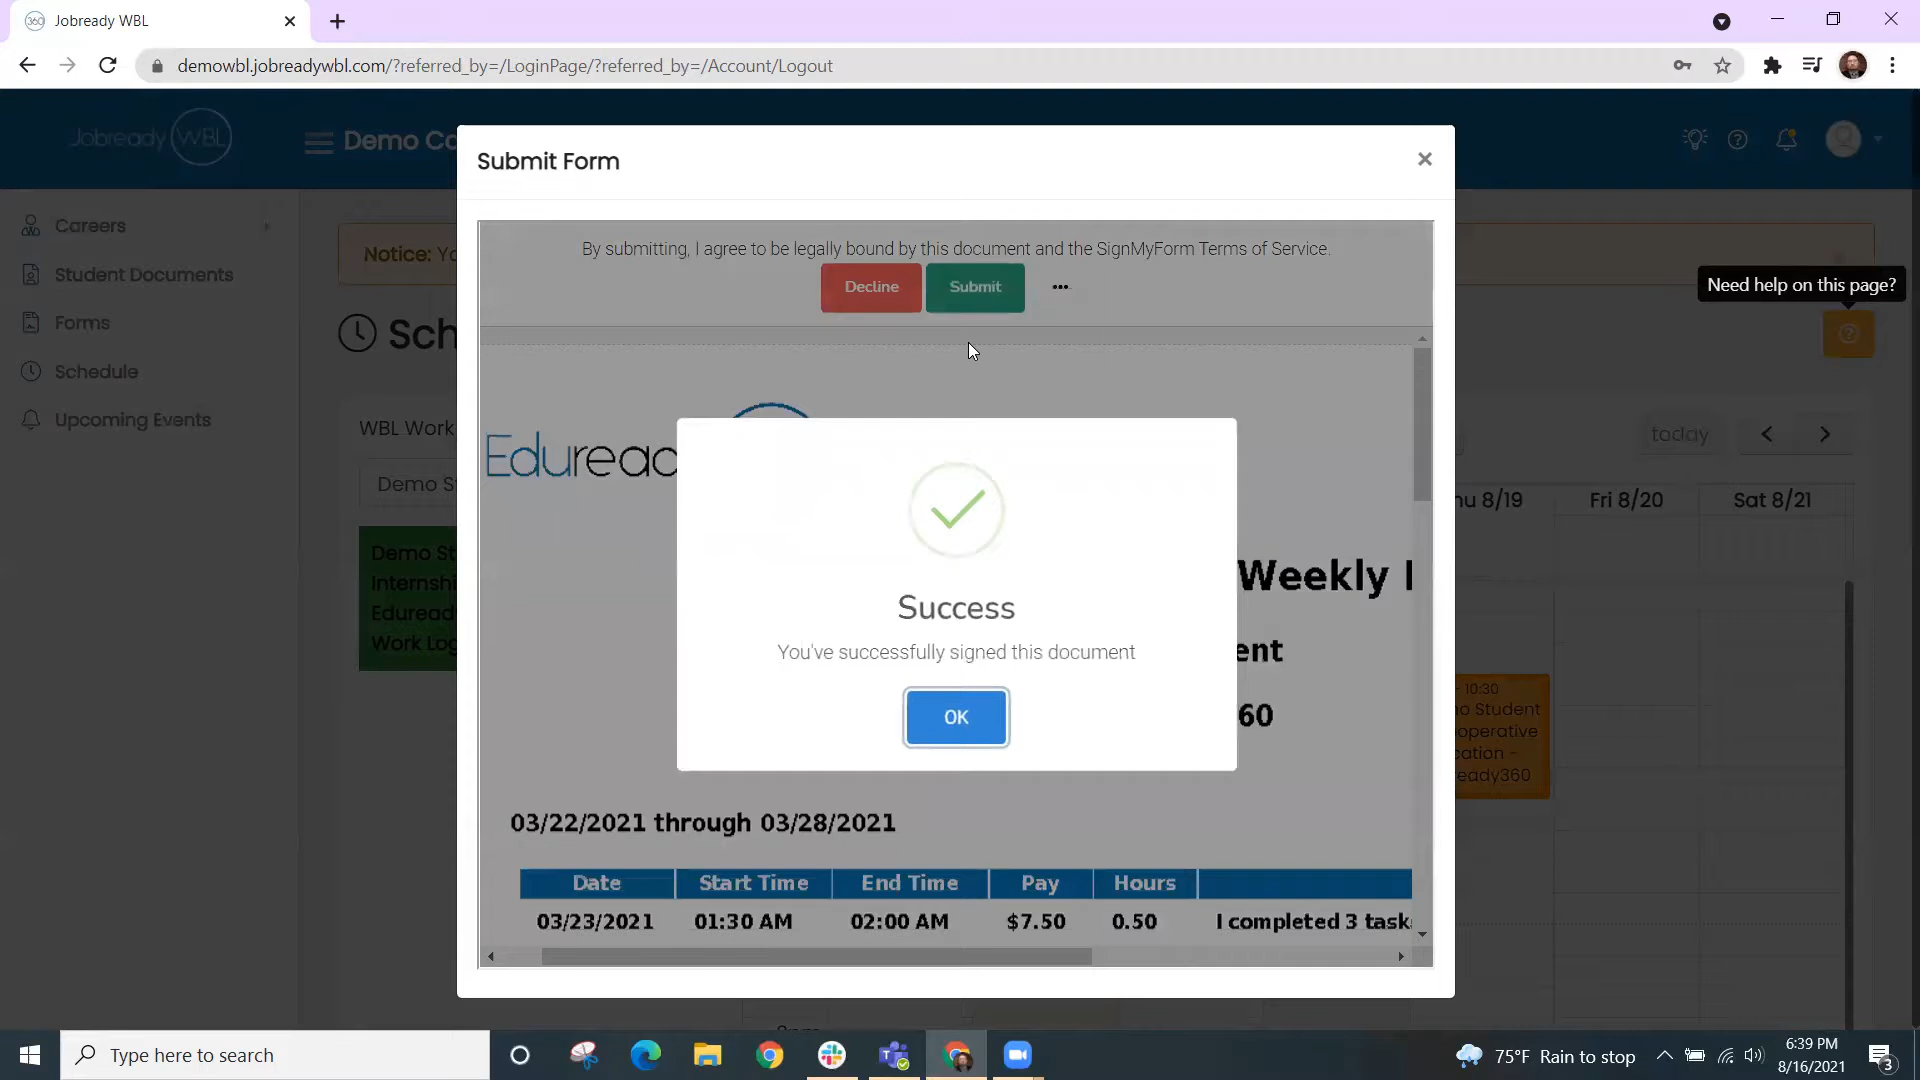 360 Jobready WBL
demowbl.jobreadywbl.com/?referred_by=/LoginPage/?referred_by=/Account/Logout
Jobready WBL
Demo Co
Submit Form
×
Careers
Student Documents
Forms
Schedule
Upcoming Events
Notice: Yo
Sch
By submitting, I agree to be legally bound by this document and the SignMyForm Terms of Service.
Decline
Submit
Need help on this page?
WBL Work
Demo S
today
Thu 8/19
Fri 8/20
Sat 8/21
Demo St
Internshi
Eduread
Work Log
Eduread
Weekly
ent
60
Success
You've successfully signed this document
OK
- 10:30
o Student
operative
cation -
eady360
03/22/2021 through 03/28/2021
Date Start Time End Time Pay Hours
03/23/2021 01:30 AM 02:00 AM $7.50 0.50 I completed 3 task
Type here to search
75°F Rain to stop
6:39 PM
8/16/2021
3